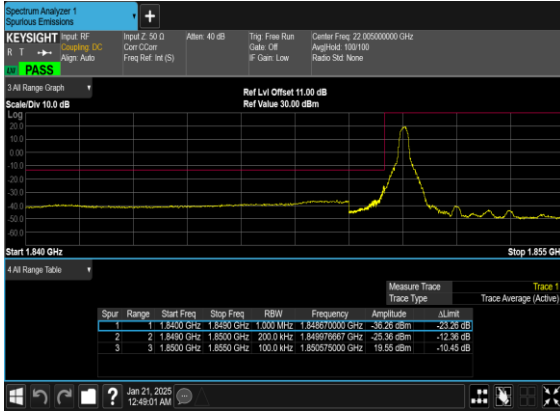 Spectrum Analyzer 1
Spurious Emissions
+
KEYSIGHT Input: RF Input Z: 50 Ω Atten: 40 dB Trig: Free Run Center Freq: 22.005000000 GHz
R T Coupling: DC Corr CCorr Gate: Off Avg|Hold: 100/100
Align: Auto Freq Ref: Int (S) IF Gain: Low Radio Std: None
PASS
3 All Range Graph
Ref Lvl Offset 11.00 dB
Scale/Div 10.0 dB Ref Value 30.00 dBm
Log
20.0
10.0
0.00
-10.0
-20.0
-30.0
-40.0
-50.0
-60.0
Start 1.840 GHz Stop 1.855 GH
4 All Range Table
Measure Trace Trace 1
Trace Type Trace Average (Active)
Spur Range Start Freq Stop Freq RBW Frequency Amplitude ΔLimit
1 1 1.8400 GHz 1.8490 GHz 1.000 MHz 1.848670000 GHz -36.26 dBm -23.26 dB
2 2 1.8490 GHz 1.8500 GHz 200.0 kHz 1.849976667 GHz -25.36 dBm -12.36 dB
3 3 1.8500 GHz 1.8550 GHz 100.0 kHz 1.850575000 GHz 19.55 dBm -10.45 dB
? Jan 21, 2025
12:49:01 AM